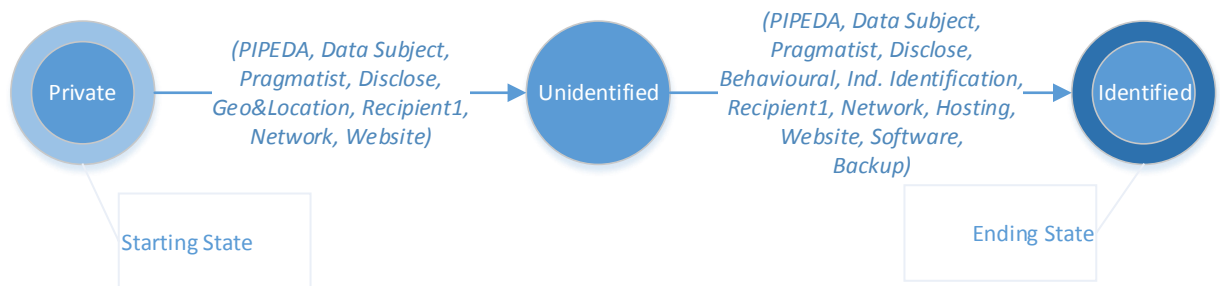 Private
(PIPEDA, Data Subject,
Pragmatist, Disclose,
Geo&Location, Recipient1,
Network, Website)
Unidentified
(PIPEDA, Data Subject,
Pragmatist, Disclose,
Behavioural, Ind. Identification,
Recipient1, Network, Hosting,
Website, Software,
Backup)
Identified
Starting State
Ending State